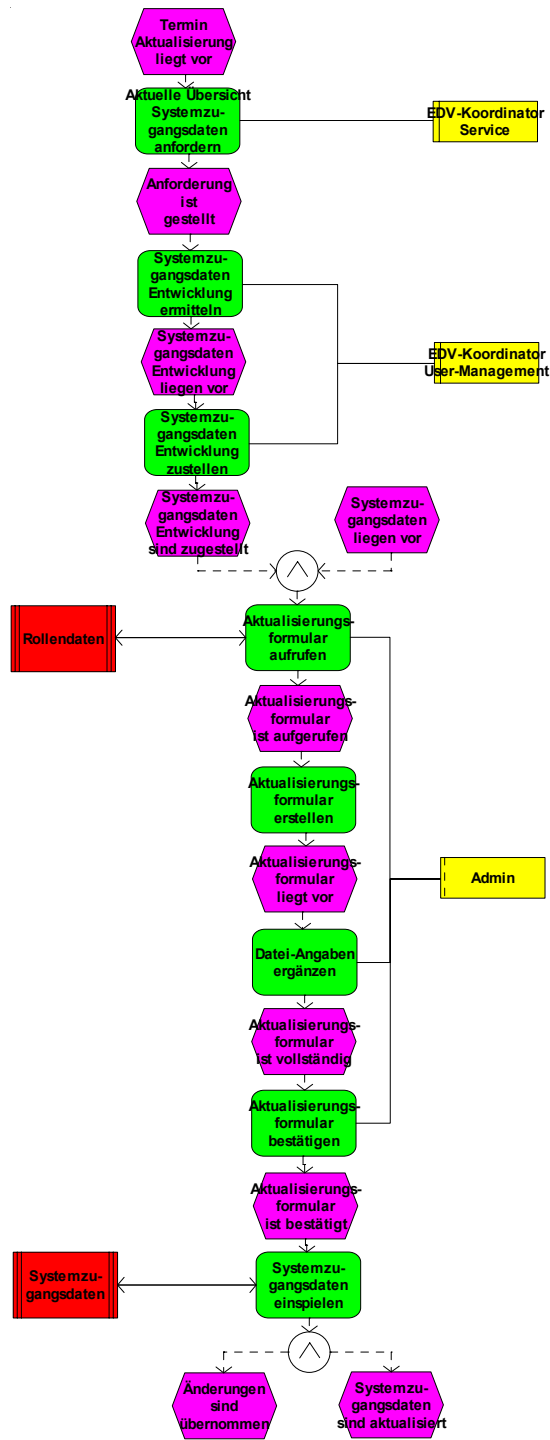 Termin
Aktualisierung
liegt vor
Aktuelle Übersicht
Systemzu-
gangsdaten
anfordern
EDV-Koordinator
Service
Anforderung
ist
gestellt
Systemzu-
gangsdaten
Entwicklung
ermitteln
Systemzu-
gangsdaten
Entwicklung
liegen vor
EDV-Koordinator
User-Management
Systemzu-
gangsdaten
Entwicklung
zustellen
Systemzu-
gangsdaten
Entwicklung
sind zugestellt
Systemzu-
gangsdaten
liegen vor
Rollendaten
Aktualisierungs-
formular
aufrufen
Aktualisierungs-
formular
ist aufgerufen
Aktualisierungs-
formular
erstellen
Aktualisierungs-
formular
liegt vor
Admin
Datei-Angaben
ergänzen
Aktualisierungs-
formular
ist vollständig
Aktualisierungs-
formular
bestätigen
Aktualisierungs-
formular
ist bestätigt
Systemzu-
gangsdaten
Systemzu-
gangsdaten
einspielen
Änderungen
sind
übernommen
Systemzu-
gangsdaten
sind aktualisiert